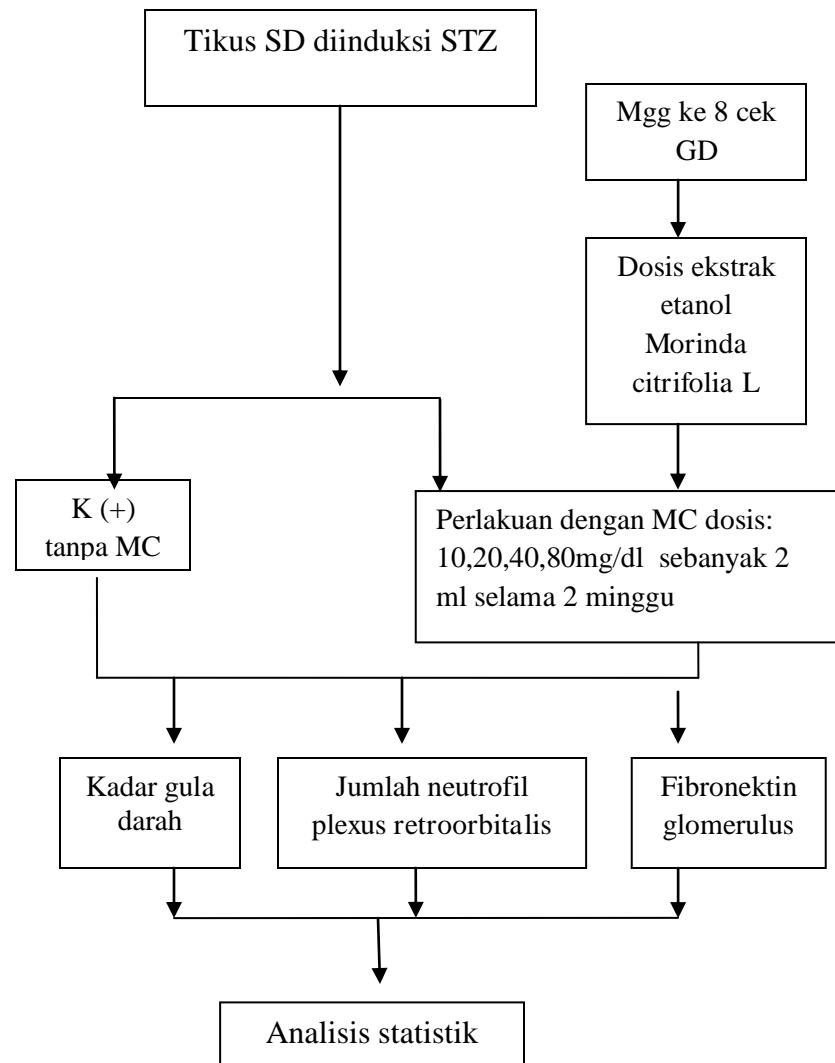 Tikus SD diinduksi STZ
Mgg ke 8 cek
GD
Dosis ekstrak
etanol
Morinda
citrifolia L
K (+)
tanpa MC
Perlakuan dengan MC dosis:
10,20,40,80mg/dl sebanyak 2
ml selama 2 minggu
Kadar gula
darah
Jumlah neutrofil
plexus retroorbitalis
Fibronektin
glomerulus
Analisis statistik